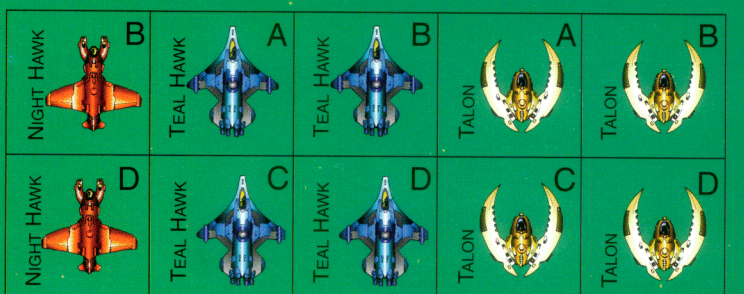 NIGHT HAWK B
TEAL HAWK A
TEAL HAWK B
TALON A
TALON B
NIGHT HAWK D
TEAL HAWK C
TEAL HAWK D
TALON C
TALON D